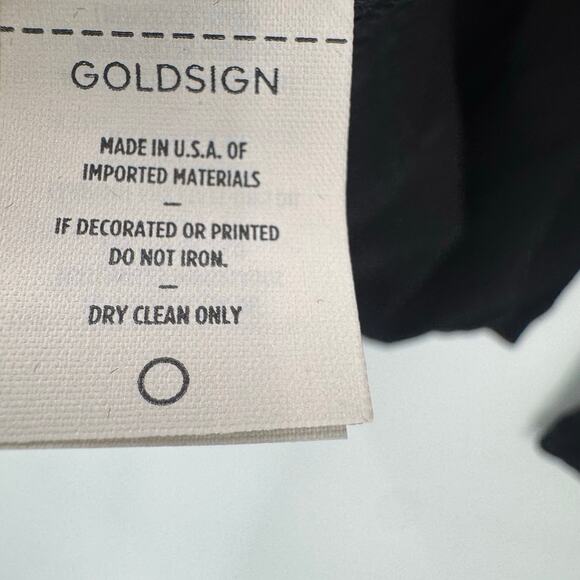 GOLDSIGN
MADE IN U.S.A. OF
IMPORTED MATERIALS
—
IF DECORATED OR PRINTED
DO NOT IRON.
—
DRY CLEAN ONLY